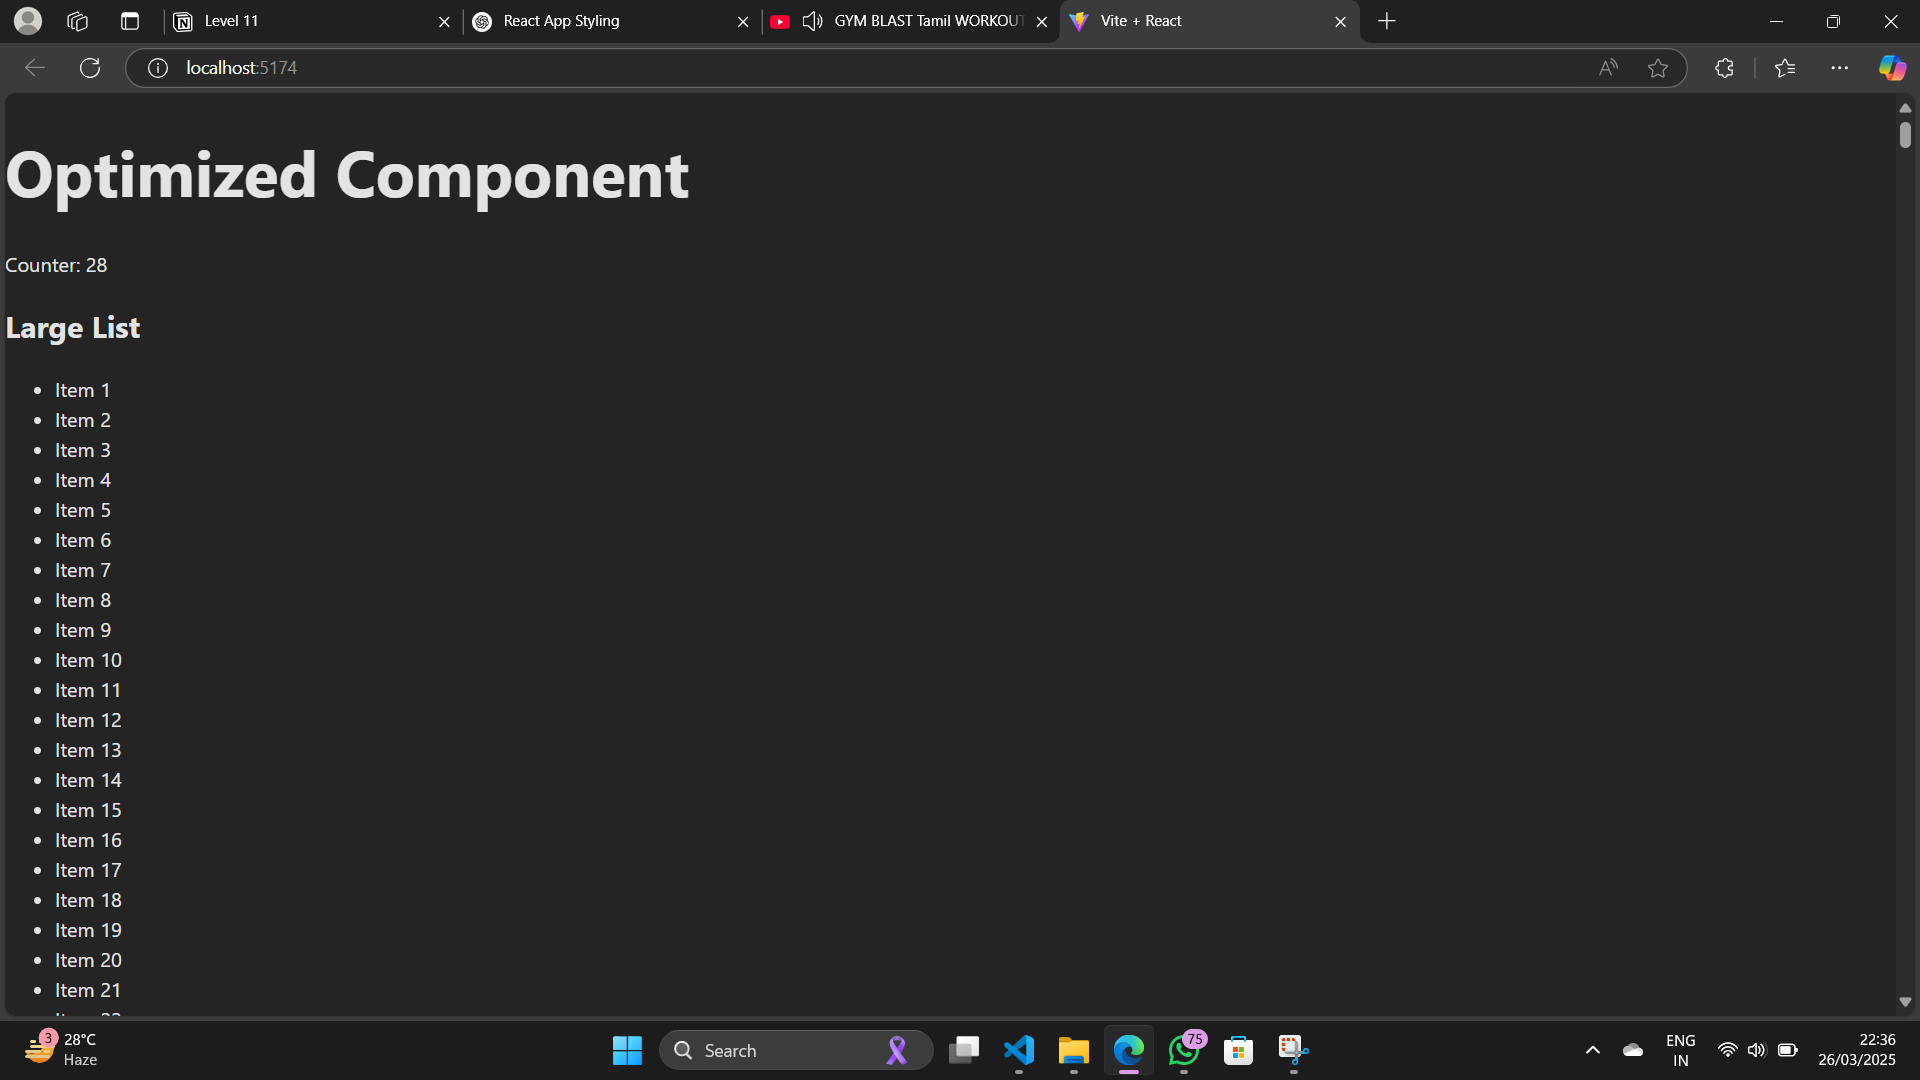 Level 11
React App Styling
GYM BLAST Tamil WORKOUT
Vite + React
localhost:5174
Optimized Component
Counter: 28
Large List
Item 1
Item 2
Item 3
Item 4
Item 5
Item 6
Item 7
Item 8
Item 9
Item 10
Item 11
Item 12
Item 13
Item 14
Item 15
Item 16
Item 17
Item 18
Item 19
Item 20
Item 21
3
28°C
Haze
Search
75
ENG
IN
22:36
26/03/2025